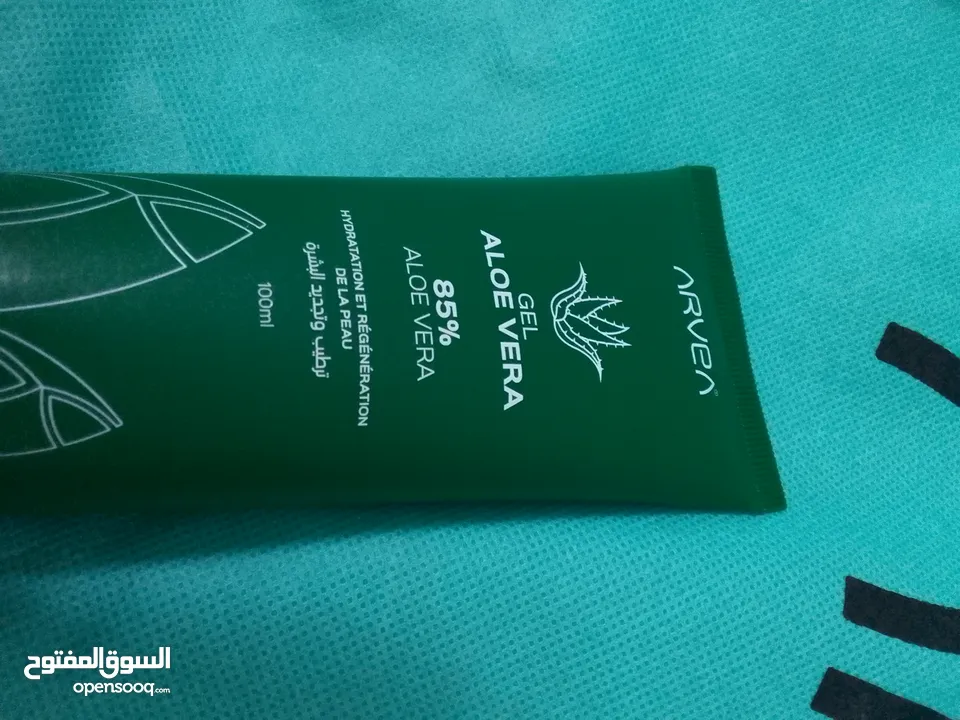 ARVEA
GEL
ALOE VERA
85%
ALOE VERA
HYDRATATION ET RÉGÉNÉRATION
DE LA PEAU
ترطيب وتجديد البشرة
100ml
السوق المفتوح
opensooq.com